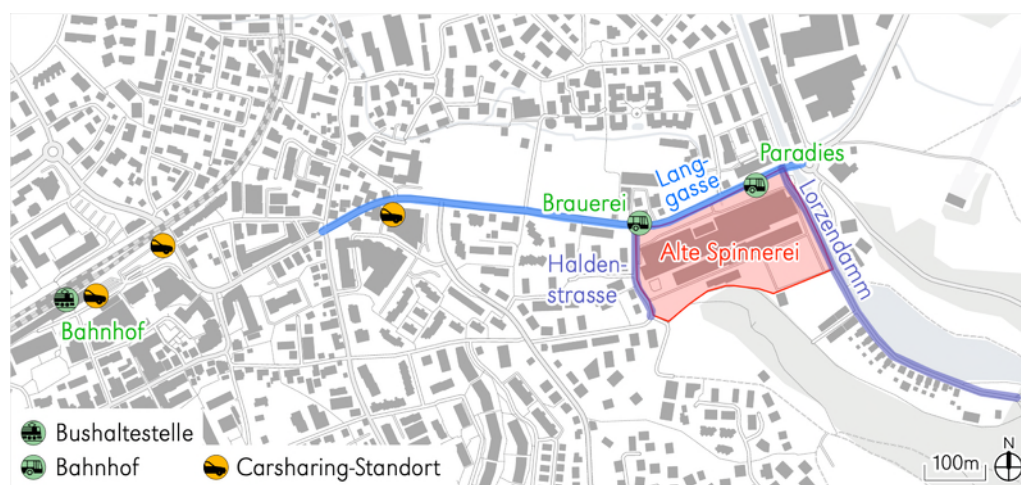 Paradies
Lang-
gasse
Brauerei
Lorzendamm
Alte Spinnerei
Halden-
strasse
Bahnhof
Bushaltestelle
Bahnhof
Carsharing-Standort
100m
N